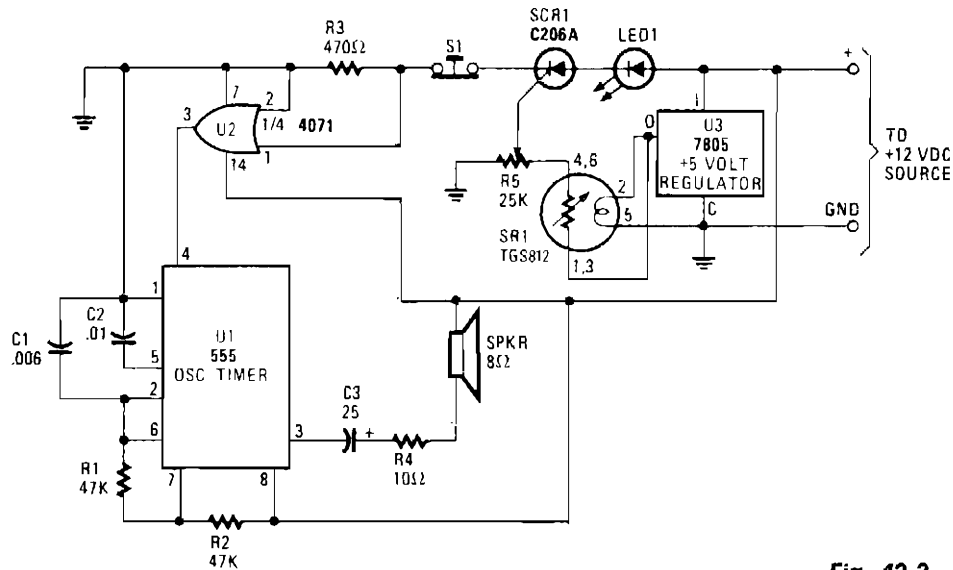 SCR1
C206A
LED1
R3
470Ω
S1
+
7
2
3
U2
1/4
4071
14
1
I
O
U3
7805
+5 VOLT
REGULATOR
C
TO
+12 VDC
SOURCE
GND
R5
25K
4,6
2
5
SR1
TGS812
1,3
4
1
C1
.006
C2
.01
5
2
6
U1
555
OSC TIMER
3
C3
25
+
R4
10Ω
SPKR
8Ω
R1
47K
7
8
R2
47K
Fig. 42-2